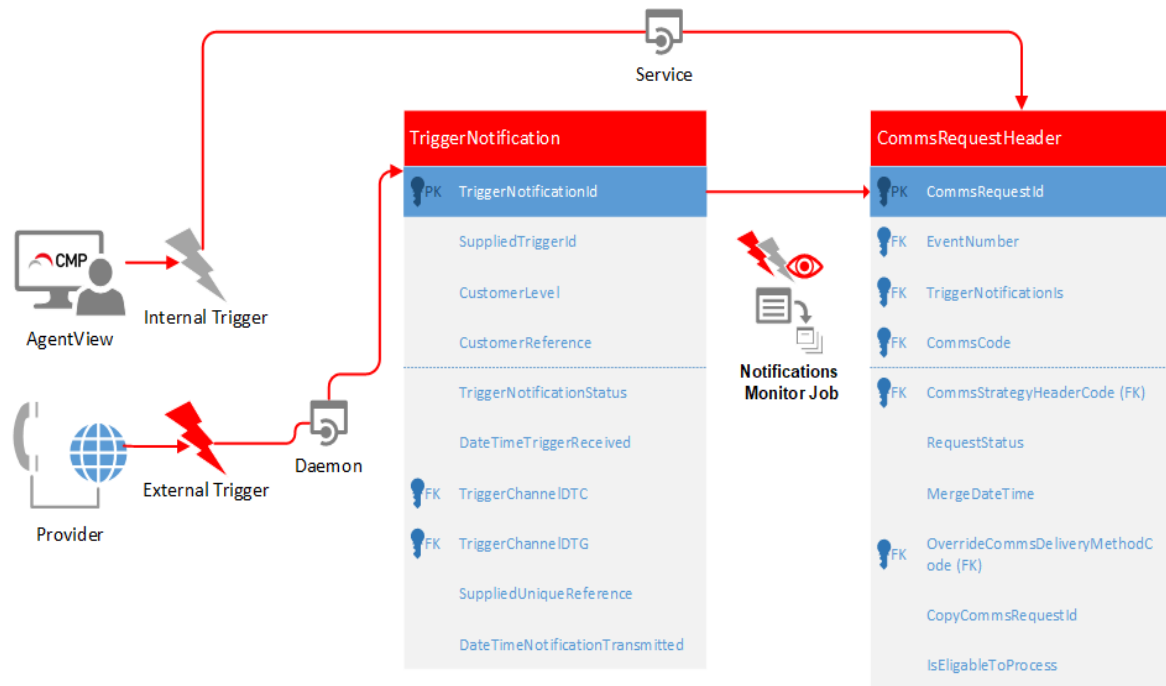 Service
TriggerNotification
PK TriggerNotificationId
SuppliedTriggerId
CustomerLevel
CustomerReference
TriggerNotificationStatus
DateTimeTriggerReceived
FK TriggerChannelDTC
FK TriggerChannelDTG
SuppliedUniqueReference
DateTimeNotificationTransmitted
CommsRequestHeader
PK CommsRequestId
FK EventNumber
FK TriggerNotificationIs
FK CommsCode
FK CommsStrategyHeaderCode (FK)
RequestStatus
MergeDateTime
FK OverrideCommsDeliveryMethodC
ode (FK)
CopyCommsRequestId
IsEligableToProcess
CMP
AgentView
Internal Trigger
Notifications
Monitor Job
Provider
External Trigger
Daemon